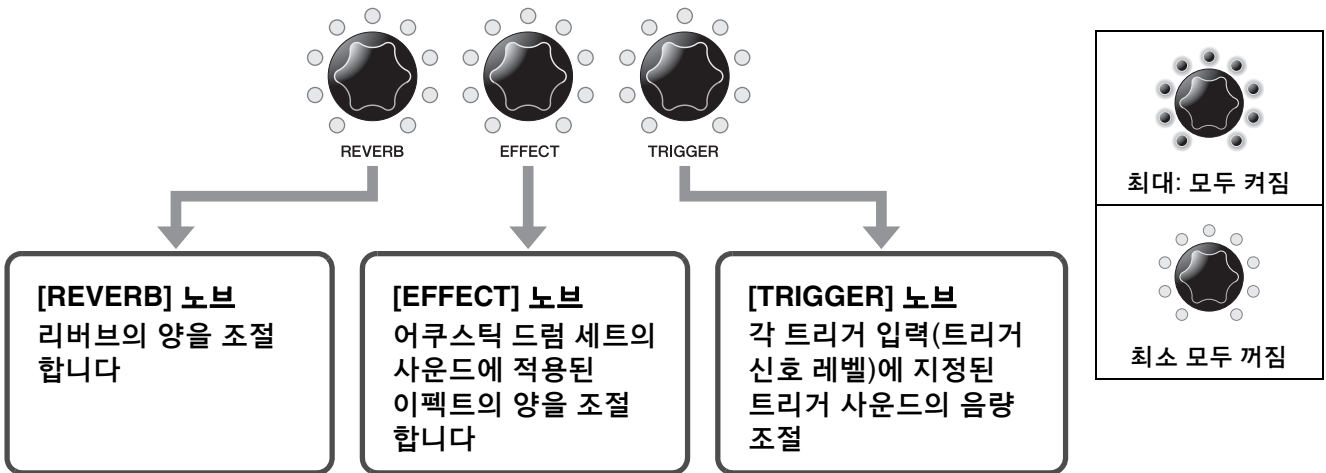 REVERB
EFFECT
TRIGGER
[REVERB] 노브
리버브의 양을 조절
합니다
[EFFECT] 노브
어쿠스틱 드럼 세트의
사운드에 적용된
이펙트의 양을 조절
합니다
[TRIGGER] 노브
각 트리거 입력(트리거
신호 레벨)에 지정된
트리거 사운드의 음량
조절
최대: 모두 켜짐
최소 모두 꺼짐